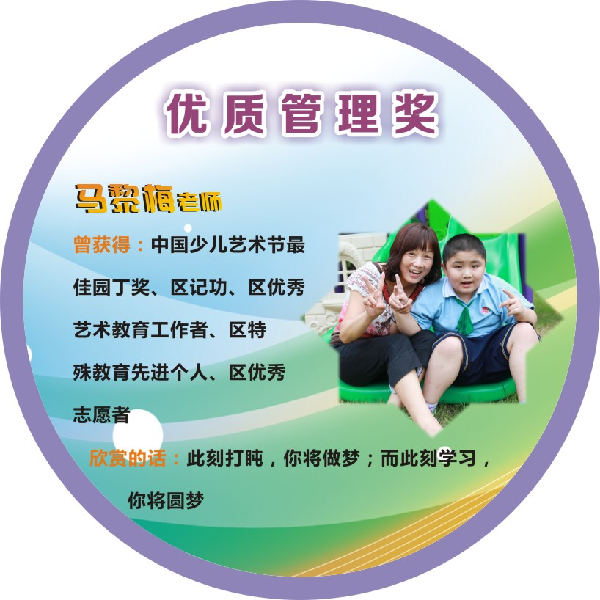 优质管理奖
马黎梅老师
曾获得：中国少儿艺术节最
佳园丁奖、区记功、区优秀
艺术教育工作者、区特
殊教育先进个人、区优秀
志愿者
欣赏的话：此刻打盹，你将做梦；而此刻学习，
你将圆梦